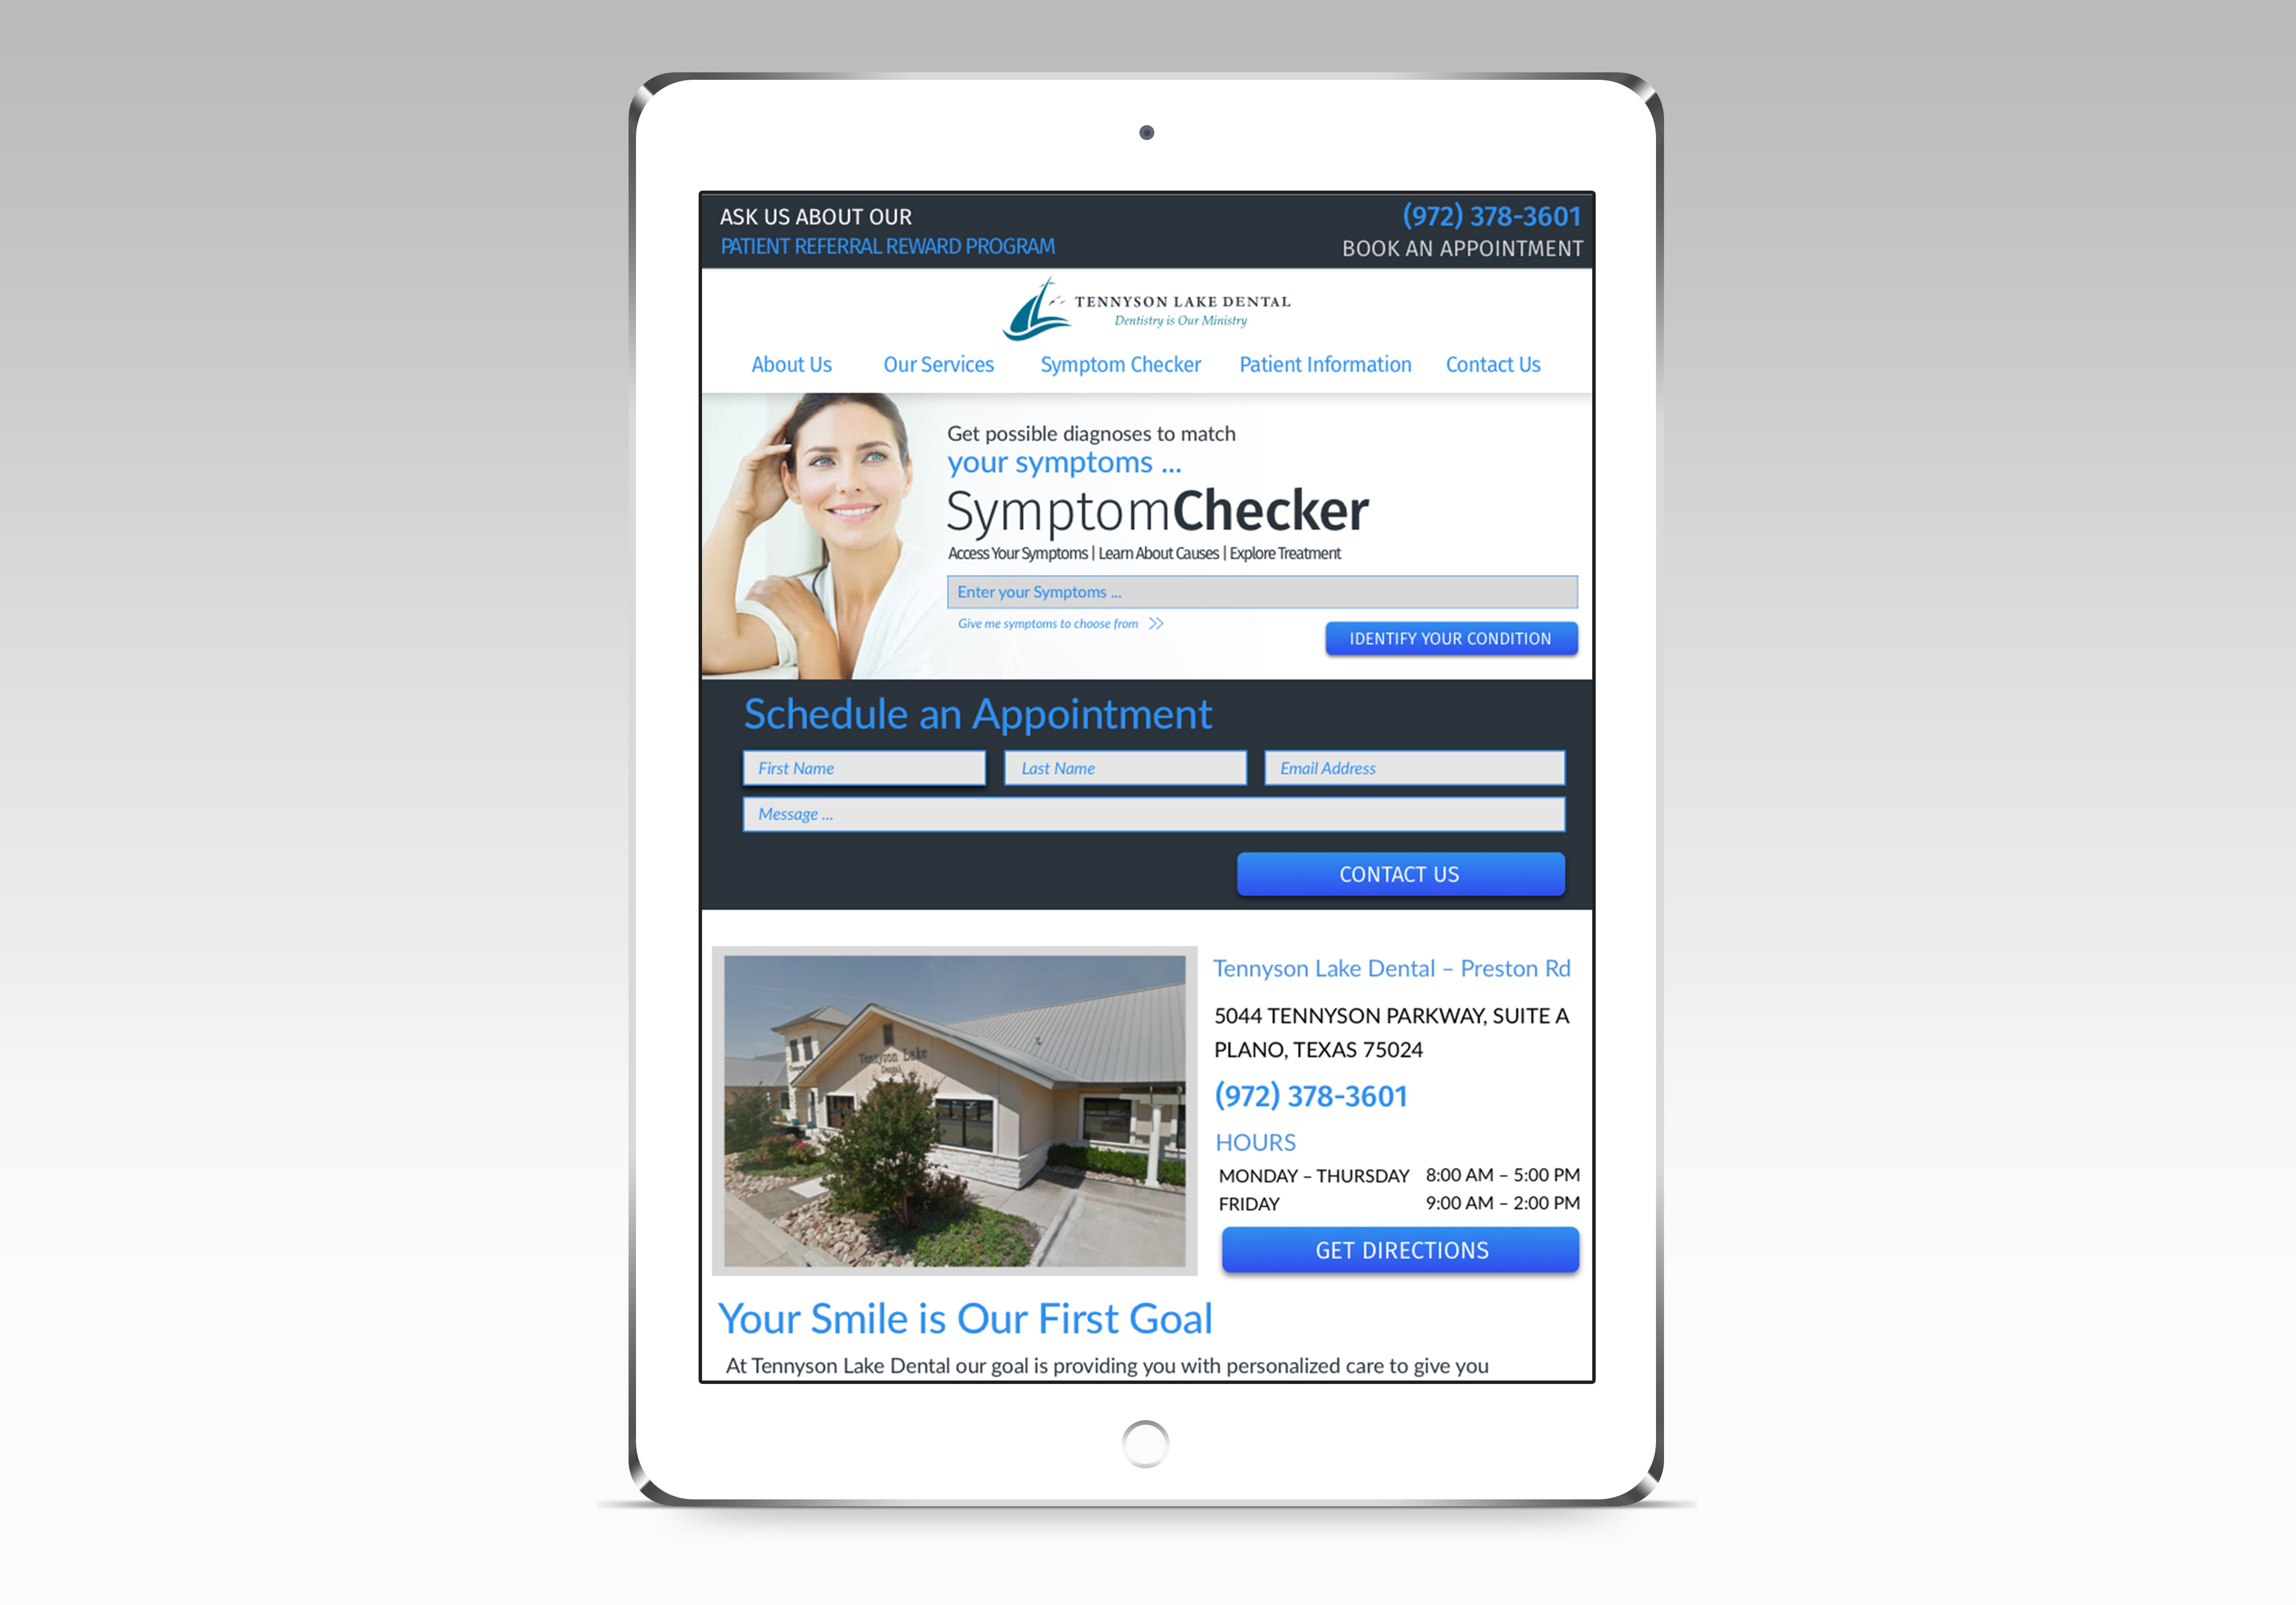 ASK US ABOUT OUR
PATIENT REFERRAL REWARD PROGRAM
(972) 378-3601
BOOK AN APPOINTMENT
TENNYSON LAKE DENTAL
Dentistry is Our Ministry
About Us Our Services Symptom Checker Patient Information Contact Us
Get possible diagnoses to match
your symptoms ...
SymptomChecker
Access Your Symptoms | Learn About Causes | Explore Treatment
Enter your Symptoms ...
Give me symptoms to choose from >>
IDENTIFY YOUR CONDITION
Schedule an Appointment
First Name Last Name Email Address
Message ...
CONTACT US
Tennyson Lake
Dental
Tennyson Lake Dental – Preston Rd
5044 TENNYSON PARKWAY, SUITE A
PLANO, TEXAS 75024
(972) 378-3601
HOURS
MONDAY – THURSDAY 8:00 AM – 5:00 PM
FRIDAY 9:00 AM – 2:00 PM
GET DIRECTIONS
Your Smile is Our First Goal
At Tennyson Lake Dental our goal is providing you with personalized care to give you